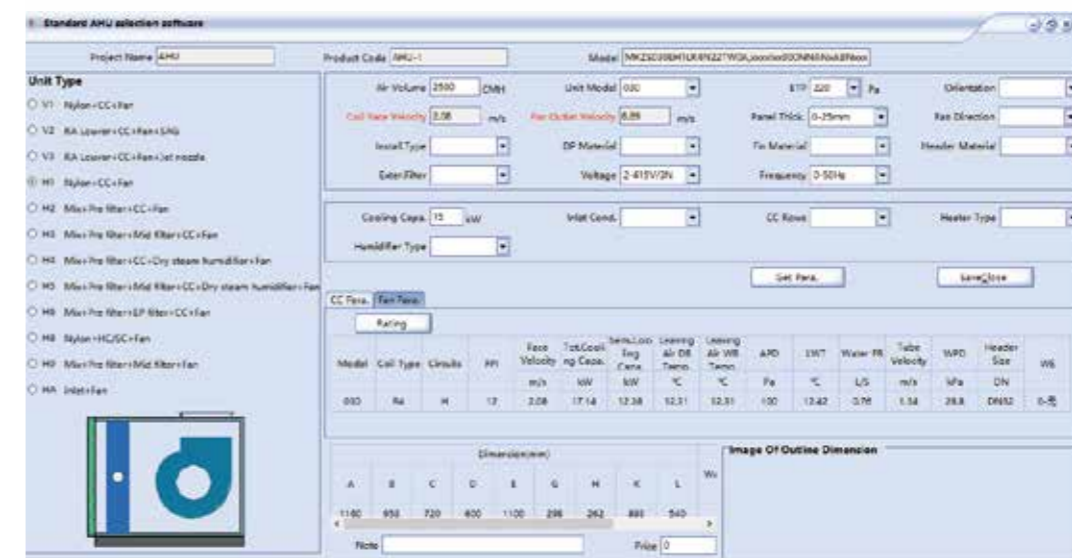 Standard AHU selection software
Project Name AHU Product Code AHU-1 Model
Unit Type
V1 Nylon+CC+Fan
V2 RA Louver+CC+Fan+SAG
V3 RA Louver+CC+Fan+Jet nozzle
H1 Nylon+CC+Fan
H2 Mix+Pre filter+CC+Fan
H3 Mix+Pre filter+Mid filter+CC+Fan
H4 Mix+Pre filter+CC+Dry steam humidifier+Fan
H5 Mix+Pre filter+Mid filter+CC+Dry steam humidifier+Fan
H6 Mix+Pre filter+EP filter+CC+Fan
H8 Nylon+HC/SC+Fan
H9 Mix+Pre filter+Mid filter+Fan
HA Inlet+Fan
Air Volume 2500 CMH Unit Model 030 ETP 220 Pa Orientation
Coil Face Velocity 2.08 m/s Fan Outlet Velocity 6.89 m/s Panel Thick. 0-25mm Fan Direction
Install Type DP Material Fin Material Header Material
Exter.Filter Voltage 2-415V/3N Frequency 0-50Hz
Cooling Capa. 15 kW Inlet Cond. CC Rows Heater Type
Humidifier Type
Get Para. Save Close
CC Para. Fan Para.
Rating
Model Coil Type Circuits FPI Face Velocity Tot.Cooling Capa. Sens.Cooling Capa. Leaving Air DB Temp. Leaving Air WB Temp. APD LWT Water FR Tube Velocity WPD Header Size
m/s kW kW ℃ ℃ Pa ℃ L/S m/s kPa DN
030 R4 H 12 2.08 17.14 12.38 12.31 12.31 100 12.42 0.76 1.34 28.8 DN32
Dimension(mm)
A B C D E G H K L
1160 950 720 600 1100 298 262 880 540
Note Price 0
Image Of Outline Dimension